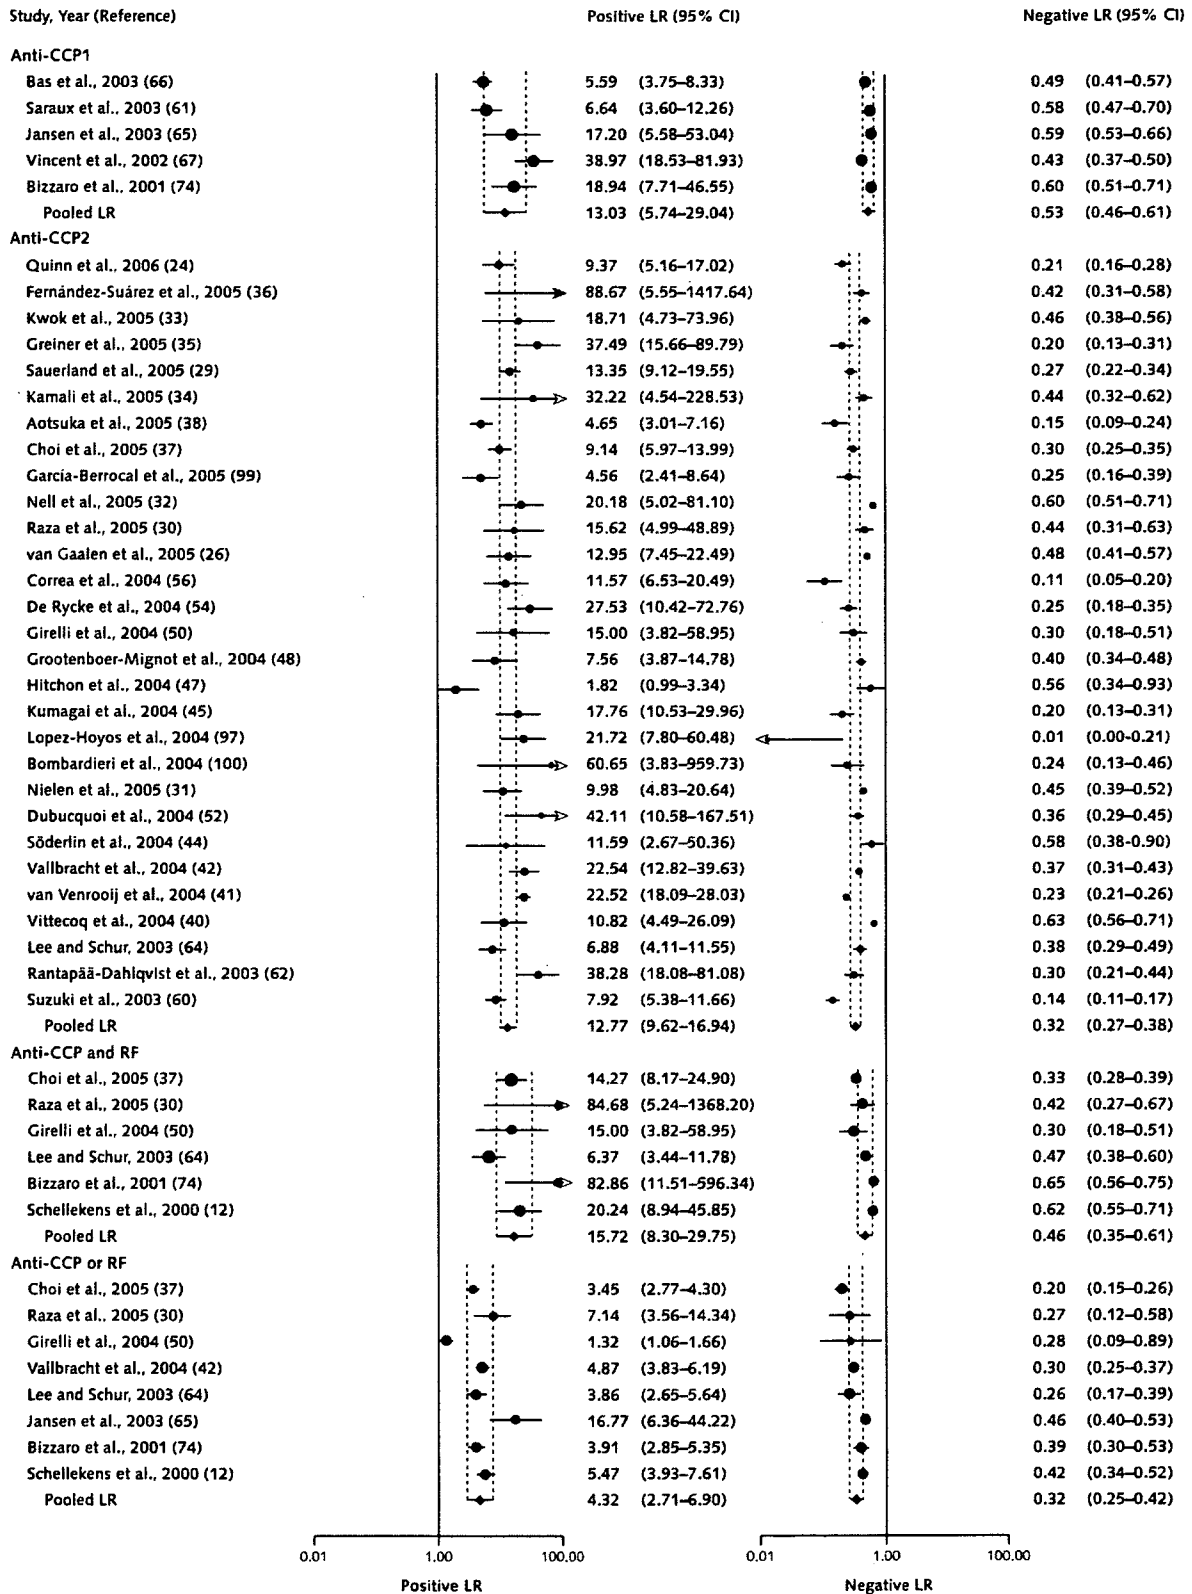 Study, Year (Reference) Positive LR (95% CI) Negative LR (95% CI)
Anti-CCP1
Bas et al., 2003 (66) 5.59 (3.75–8.33) 0.49 (0.41–0.57)
Saraux et al., 2003 (61) 6.64 (3.60–12.26) 0.58 (0.47–0.70)
Jansen et al., 2003 (65) 17.20 (5.58–53.04) 0.59 (0.53–0.66)
Vincent et al., 2002 (67) 38.97 (18.53–81.93) 0.43 (0.37–0.50)
Bizzaro et al., 2001 (74) 18.94 (7.71–46.55) 0.60 (0.51–0.71)
Pooled LR 13.03 (5.74–29.04) 0.53 (0.46–0.61)
Anti-CCP2
Quinn et al., 2006 (24) 9.37 (5.16–17.02) 0.21 (0.16–0.28)
Fernández-Suárez et al., 2005 (36) 88.67 (5.55–1417.64) 0.42 (0.31–0.58)
Kwok et al., 2005 (33) 18.71 (4.73–73.96) 0.46 (0.38–0.56)
Greiner et al., 2005 (35) 37.49 (15.66–89.79) 0.20 (0.13–0.31)
Sauerland et al., 2005 (29) 13.35 (9.12–19.55) 0.27 (0.22–0.34)
Kamali et al., 2005 (34) 32.22 (4.54–228.53) 0.44 (0.32–0.62)
Aotsuka et al., 2005 (38) 4.65 (3.01–7.16) 0.15 (0.09–0.24)
Choi et al., 2005 (37) 9.14 (5.97–13.99) 0.30 (0.25–0.35)
García-Berrocal et al., 2005 (99) 4.56 (2.41–8.64) 0.25 (0.16–0.39)
Nell et al., 2005 (32) 20.18 (5.02–81.10) 0.60 (0.51–0.71)
Raza et al., 2005 (30) 15.62 (4.99–48.89) 0.44 (0.31–0.63)
van Gaalen et al., 2005 (26) 12.95 (7.45–22.49) 0.48 (0.41–0.57)
Correa et al., 2004 (56) 11.57 (6.53–20.49) 0.11 (0.05–0.20)
De Rycke et al., 2004 (54) 27.53 (10.42–72.76) 0.25 (0.18–0.35)
Girelli et al., 2004 (50) 15.00 (3.82–58.95) 0.30 (0.18–0.51)
Grootenboer-Mignot et al., 2004 (48) 7.56 (3.87–14.78) 0.40 (0.34–0.48)
Hitchon et al., 2004 (47) 1.82 (0.99–3.34) 0.56 (0.34–0.93)
Kumagai et al., 2004 (45) 17.76 (10.53–29.96) 0.20 (0.13–0.31)
Lopez-Hoyos et al., 2004 (97) 21.72 (7.80–60.48) 0.01 (0.00-0.21)
Bombardieri et al., 2004 (100) 60.65 (3.83–959.73) 0.24 (0.13–0.46)
Nielen et al., 2005 (31) 9.98 (4.83–20.64) 0.45 (0.39–0.52)
Dubucquoi et al., 2004 (52) 42.11 (10.58–167.51) 0.36 (0.29–0.45)
Söderlin et al., 2004 (44) 11.59 (2.67–50.36) 0.58 (0.38-0.90)
Vallbracht et al., 2004 (42) 22.54 (12.82–39.63) 0.37 (0.31–0.43)
van Venrooij et al., 2004 (41) 22.52 (18.09–28.03) 0.23 (0.21–0.26)
Vittecoq et al., 2004 (40) 10.82 (4.49–26.09) 0.63 (0.56–0.71)
Lee and Schur, 2003 (64) 6.88 (4.11–11.55) 0.38 (0.29–0.49)
Rantapää-Dahlqvist et al., 2003 (62) 38.28 (18.08–81.08) 0.30 (0.21–0.44)
Suzuki et al., 2003 (60) 7.92 (5.38–11.66) 0.14 (0.11–0.17)
Pooled LR 12.77 (9.62–16.94) 0.32 (0.27–0.38)
Anti-CCP and RF
Choi et al., 2005 (37) 14.27 (8.17–24.90) 0.33 (0.28–0.39)
Raza et al., 2005 (30) 84.68 (5.24–1368.20) 0.42 (0.27–0.67)
Girelli et al., 2004 (50) 15.00 (3.82–58.95) 0.30 (0.18–0.51)
Lee and Schur, 2003 (64) 6.37 (3.44–11.78) 0.47 (0.38–0.60)
Bizzaro et al., 2001 (74) 82.86 (11.51–596.34) 0.65 (0.56–0.75)
Schellekens et al., 2000 (12) 20.24 (8.94–45.85) 0.62 (0.55–0.71)
Pooled LR 15.72 (8.30–29.75) 0.46 (0.35–0.61)
Anti-CCP or RF
Choi et al., 2005 (37) 3.45 (2.77–4.30) 0.20 (0.15–0.26)
Raza et al., 2005 (30) 7.14 (3.56–14.34) 0.27 (0.12–0.58)
Girelli et al., 2004 (50) 1.32 (1.06–1.66) 0.28 (0.09–0.89)
Vallbracht et al., 2004 (42) 4.87 (3.83–6.19) 0.30 (0.25–0.37)
Lee and Schur, 2003 (64) 3.86 (2.65–5.64) 0.26 (0.17–0.39)
Jansen et al., 2003 (65) 16.77 (6.36–44.22) 0.46 (0.40–0.53)
Bizzaro et al., 2001 (74) 3.91 (2.85–5.35) 0.39 (0.30–0.53)
Schellekens et al., 2000 (12) 5.47 (3.93–7.61) 0.42 (0.34–0.52)
Pooled LR 4.32 (2.71–6.90) 0.32 (0.25–0.42)
0.01 1.00 100.00 0.01 1.00 100.00
Positive LR Negative LR